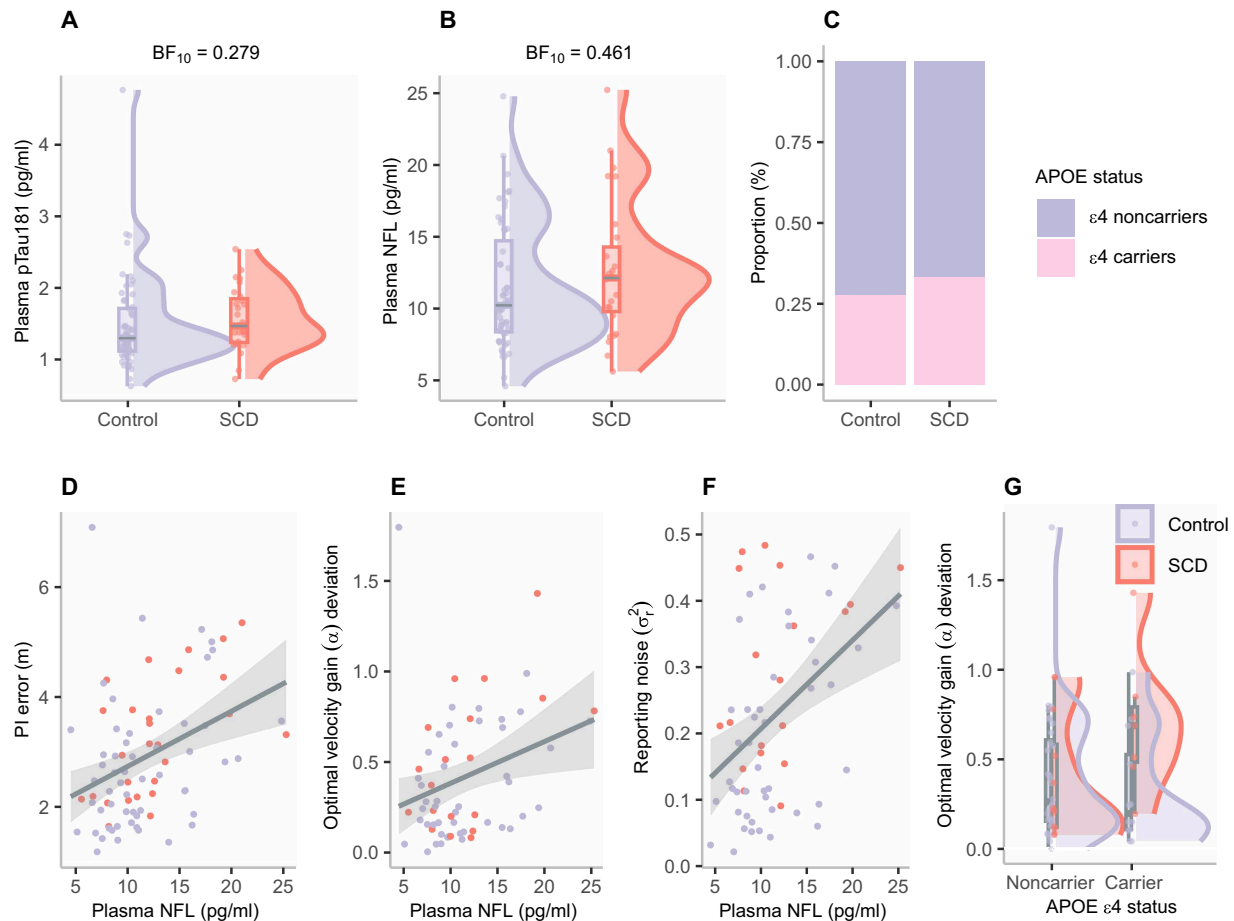 A
BF10 = 0.279
Plasma pTau181 (pg/ml)
4
3
2
1
Control
SCD
B
BF10 = 0.461
Plasma NFL (pg/ml)
25
20
15
10
5
Control
SCD
C
Proportion (%)
1.00
0.75
0.50
0.25
0.00
Control
SCD
APOE status
ε4 noncarriers
ε4 carriers
D
PI error (m)
6
4
2
5 10 15 20 25
Plasma NFL (pg/ml)
E
Optimal velocity gain (α) deviation
1.5
1.0
0.5
0.0
5 10 15 20 25
Plasma NFL (pg/ml)
F
Reporting noise (σ²r)
0.5
0.4
0.3
0.2
0.1
0.0
5 10 15 20 25
Plasma NFL (pg/ml)
G
Control
SCD
Optimal velocity gain (α) deviation
1.5
1.0
0.5
0.0
Noncarrier Carrier
APOE ε4 status